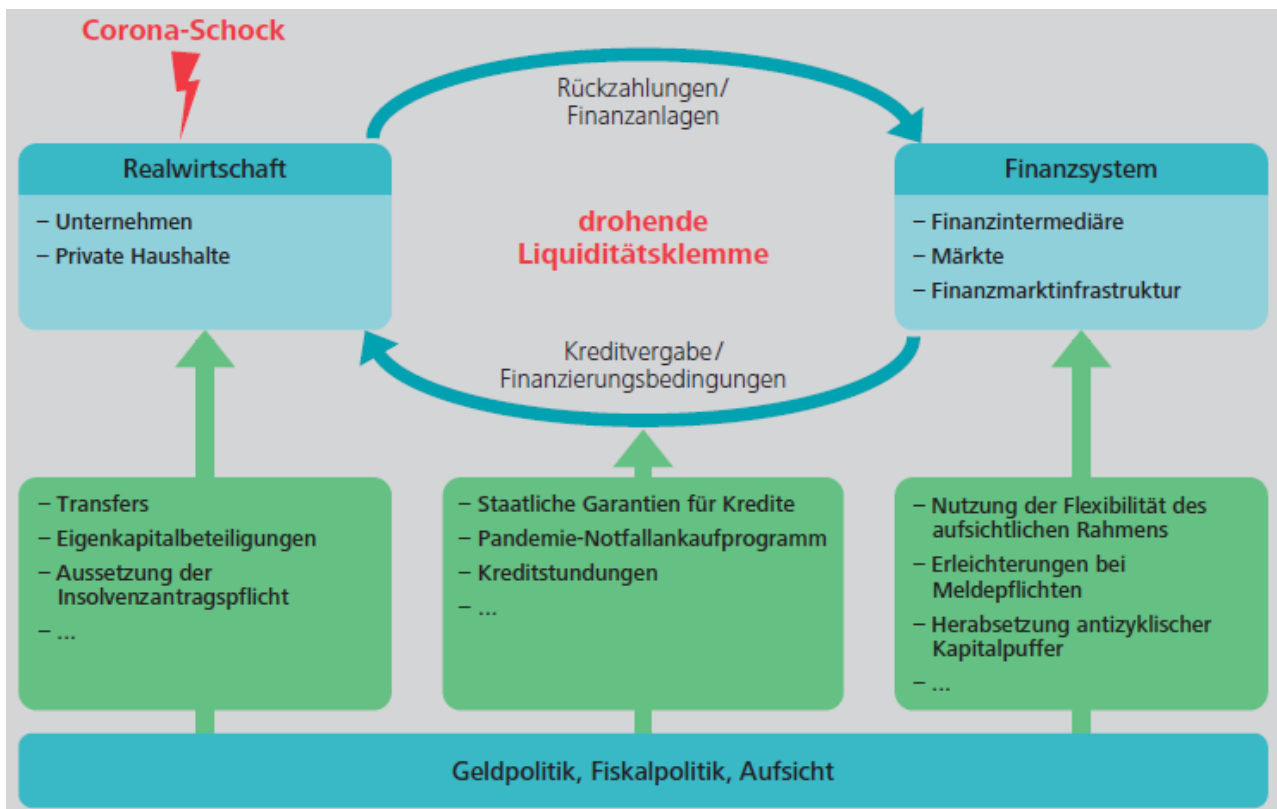 Corona-Schock
Rückzahlungen/
Finanzanlagen
Realwirtschaft
– Unternehmen
– Private Haushalte
drohende
Liquiditätsklemme
Finanzsystem
– Finanzintermediäre
– Märkte
– Finanzmarktinfrastruktur
Kreditvergabe/
Finanzierungsbedingungen
– Transfers
– Eigenkapitalbeteiligungen
– Aussetzung der
Insolvenzantragspflicht
– ...
– Staatliche Garantien für Kredite
– Pandemie-Notfallankaufprogramm
– Kreditstundungen
– ...
– Nutzung der Flexibilität des
aufsichtlichen Rahmens
– Erleichterungen bei
Meldepflichten
– Herabsetzung antizyklischer
Kapitalpuffer
– ...
Geldpolitik, Fiskalpolitik, Aufsicht